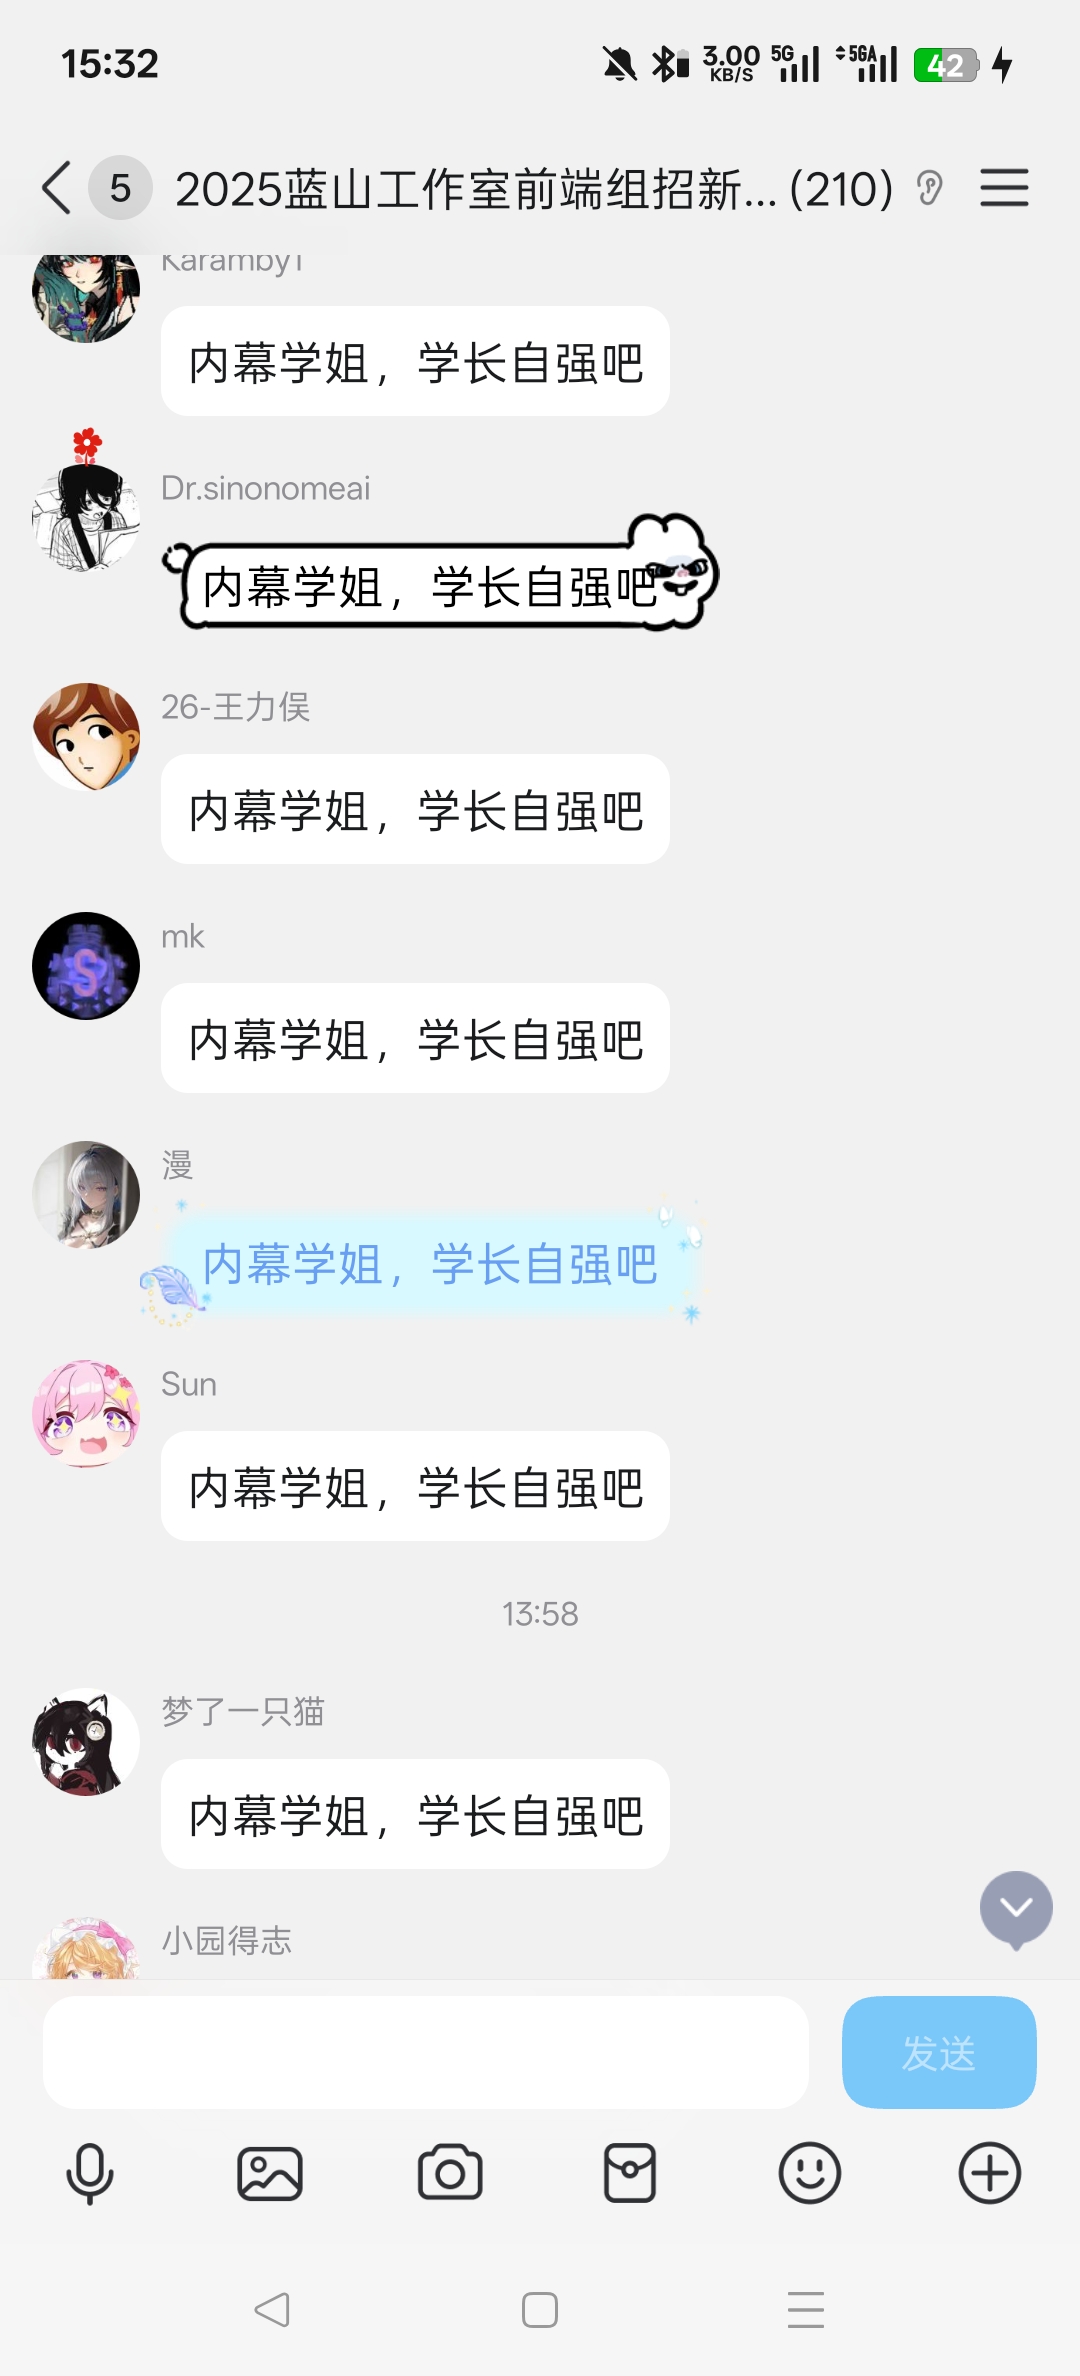 15:32
3.00 KB/S 5G 5GA 42
5 2025蓝山工作室前端组招新... (210)
Karamby1
内幕学姐，学长自强吧
Dr.sinonomeai
内幕学姐，学长自强吧
26-王力俣
内幕学姐，学长自强吧
mk
内幕学姐，学长自强吧
漫
内幕学姐，学长自强吧
Sun
内幕学姐，学长自强吧
13:58
梦了一只猫
内幕学姐，学长自强吧
小园得志
发送